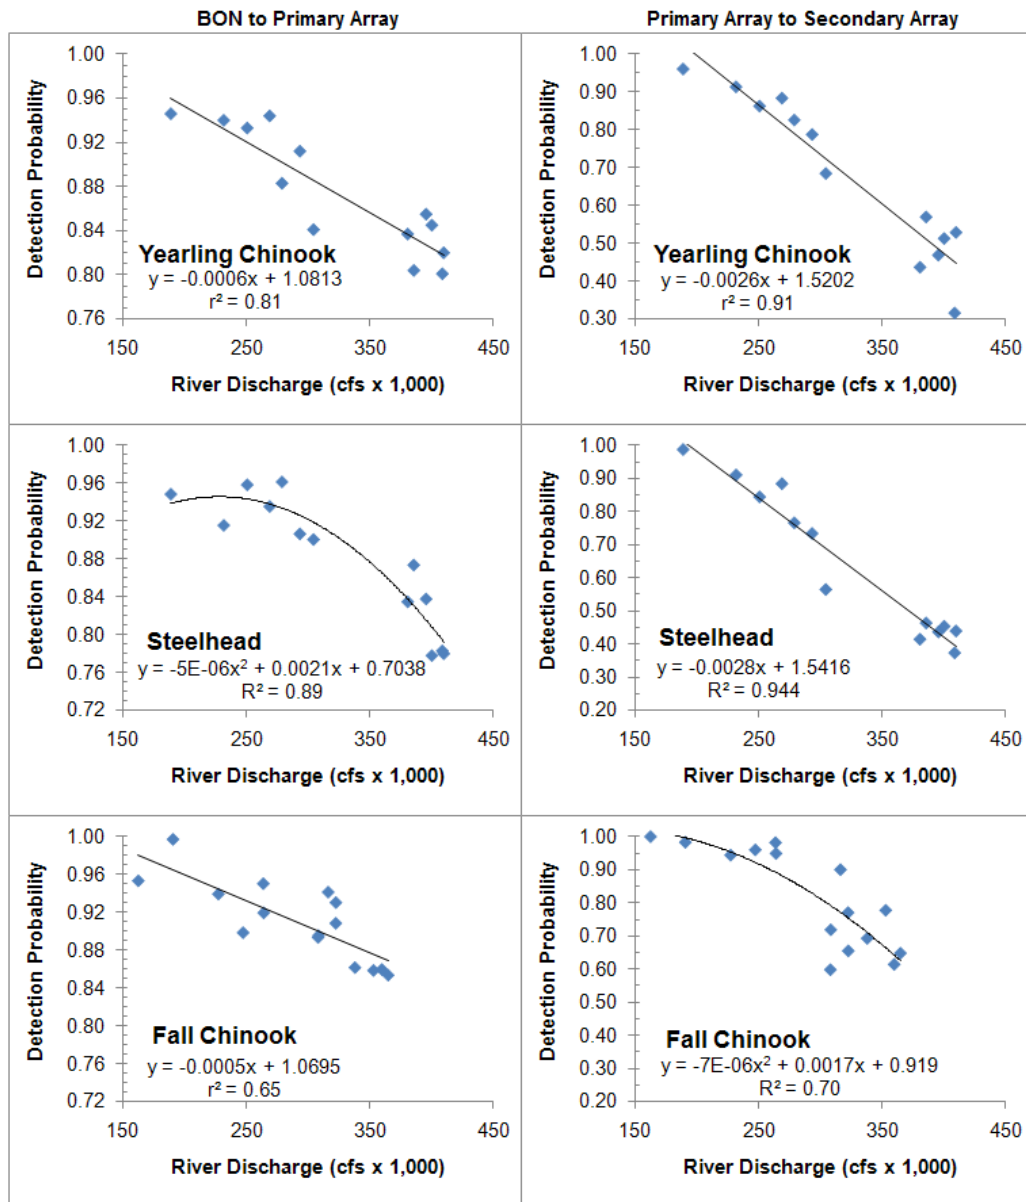 BON to Primary Array
Primary Array to Secondary Array
Detection Probability
1.00
0.96
0.92
0.88
0.84
0.80
0.76
Yearling Chinook
y = -0.0006x + 1.0813
r² = 0.81
150 250 350 450
River Discharge (cfs x 1,000)
Detection Probability
1.00
0.90
0.80
0.70
0.60
0.50
0.40
0.30
Yearling Chinook
y = -0.0026x + 1.5202
r² = 0.91
150 250 350 450
River Discharge (cfs x 1,000)
Detection Probability
1.00
0.96
0.92
0.88
0.84
0.80
0.76
0.72
Steelhead
y = -5E-06x² + 0.0021x + 0.7038
R² = 0.89
150 250 350 450
River Discharge (cfs x 1,000)
Detection Probability
1.00
0.90
0.80
0.70
0.60
0.50
0.40
0.30
0.20
Steelhead
y = -0.0028x + 1.5416
R² = 0.944
150 250 350 450
River Discharge (cfs x 1,000)
Detection Probability
1.00
0.96
0.92
0.88
0.84
0.80
0.76
0.72
Fall Chinook
y = -0.0005x + 1.0695
r² = 0.65
150 250 350 450
River Discharge (cfs x 1,000)
Detection Probability
1.00
0.90
0.80
0.70
0.60
0.50
0.40
0.30
0.20
Fall Chinook
y = -7E-06x² + 0.0017x + 0.919
R² = 0.70
150 250 350 450
River Discharge (cfs x 1,000)